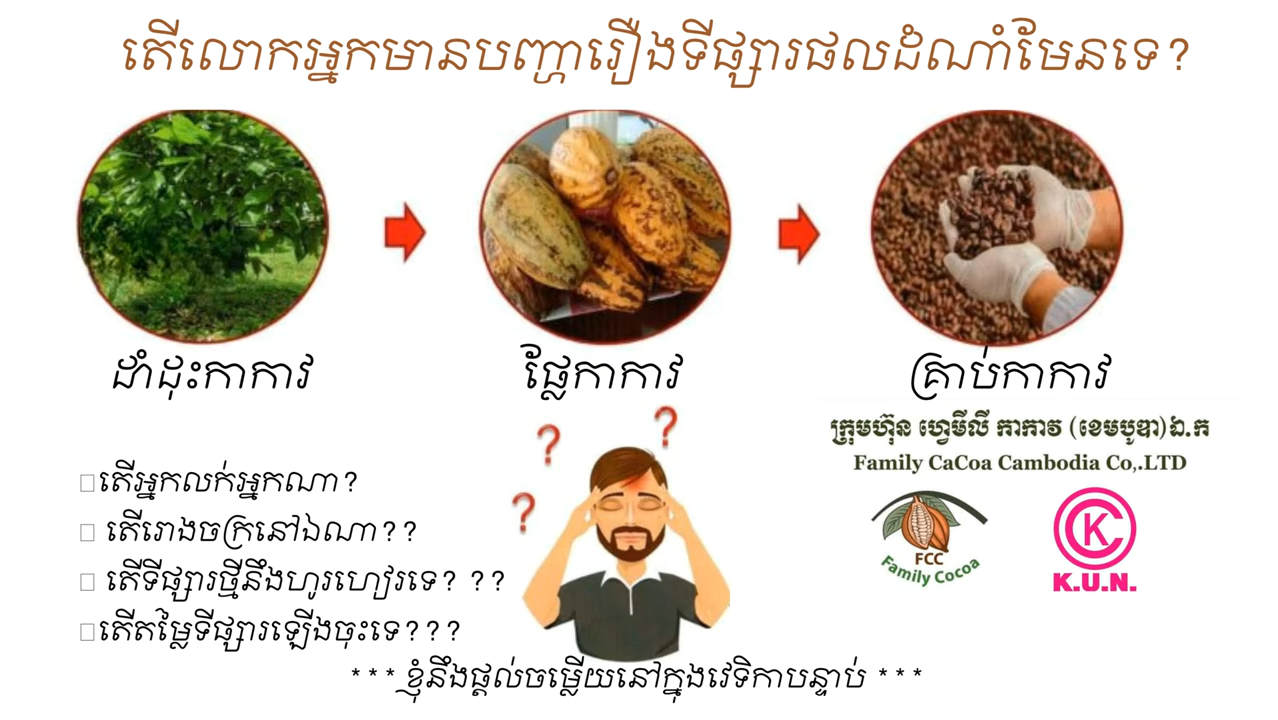 តើលោកអ្នកមានបញ្ហារឿងទីផ្សារផលដំណាំមែនទេ?
ដាំដុះកាកាវ
ផ្លែកាកាវ
គ្រាប់កាកាវ
ក្រុមហ៊ុន ហ្វេមីលី កាកាវ (ខេមបូឌា)ឯ.ក
Family CaCoa Cambodia Co,.LTD
? ? ?
FCC
Family Cocoa
CK
K.U.N.
តើអ្នកលក់អ្នកណា?
តើរោងចក្រនៅឯណា??
តើទីផ្សារថ្មីនឹងហូរហៀរទេ? ??
តើតម្លៃទីផ្សារឡើងចុះទេ???
*** ខ្ញុំនឹងផ្តល់ចម្លើយនៅក្នុងវេទិកាបន្ទាប់ ***